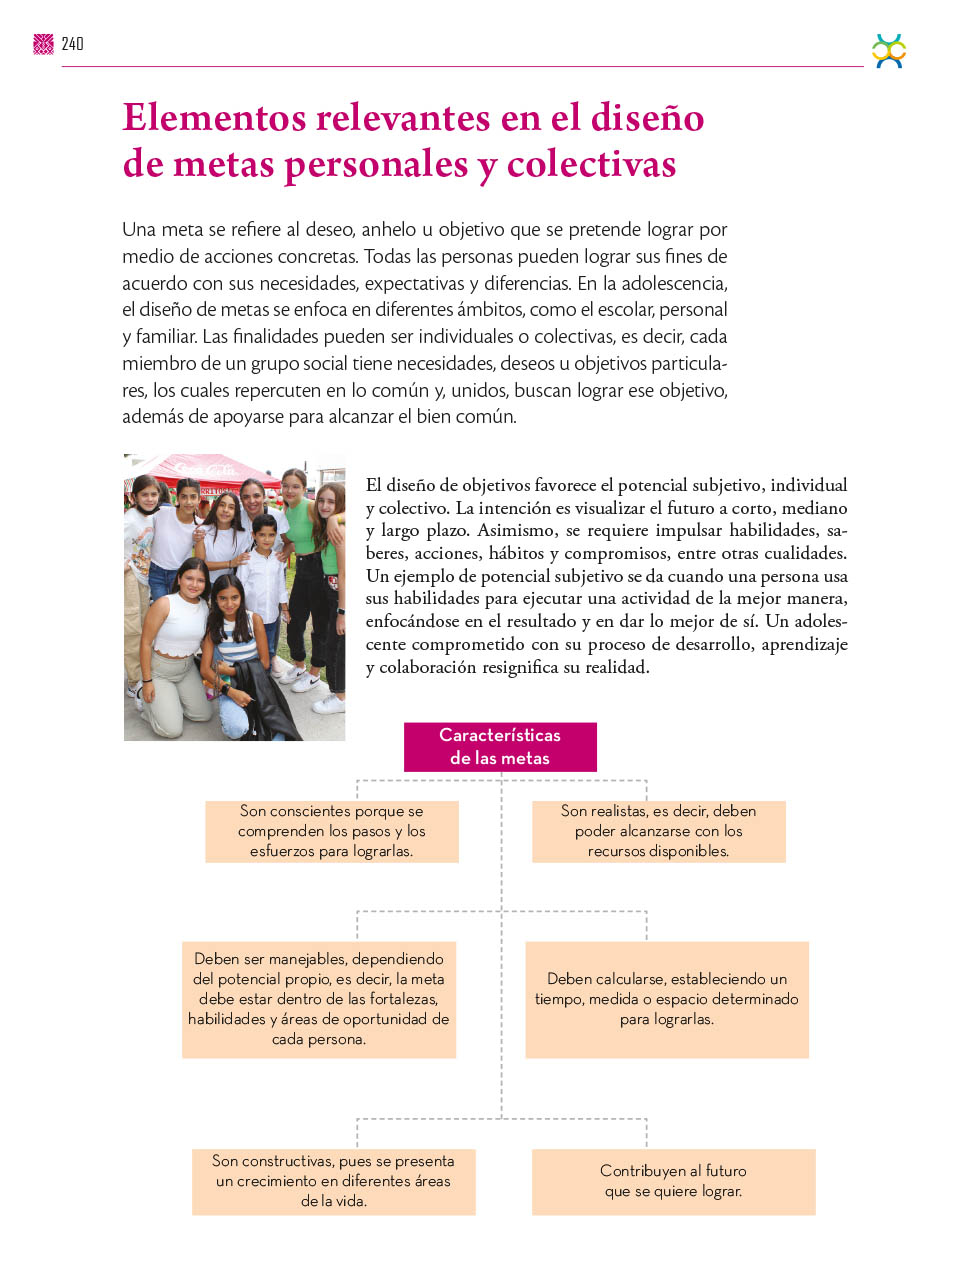 240
Elementos relevantes en el diseño
de metas personales y colectivas
Una meta se refiere al deseo, anhelo u objetivo que se pretende lograr por
medio de acciones concretas. Todas las personas pueden lograr sus fines de
acuerdo con sus necesidades, expectativas y diferencias. En la adolescencia,
el diseño de metas se enfoca en diferentes ámbitos, como el escolar, personal
y familiar. Las finalidades pueden ser individuales o colectivas, es decir, cada
miembro de un grupo social tiene necesidades, deseos u objetivos particula-
res, los cuales repercuten en lo común y, unidos, buscan lograr ese objetivo,
además de apoyarse para alcanzar el bien común.
Coca-Cola
El diseño de objetivos favorece el potencial subjetivo, individual
y colectivo. La intención es visualizar el futuro a corto, mediano
y largo plazo. Asimismo, se requiere impulsar habilidades, sa-
beres, acciones, hábitos y compromisos, entre otras cualidades.
Un ejemplo de potencial subjetivo se da cuando una persona usa
sus habilidades para ejecutar una actividad de la mejor manera,
enfocándose en el resultado y en dar lo mejor de sí. Un adoles-
cente comprometido con su proceso de desarrollo, aprendizaje
y colaboración resignifica su realidad.
Características
de las metas
Son conscientes porque se
comprenden los pasos y los
esfuerzos para lograrlas.
Son realistas, es decir, deben
poder alcanzarse con los
recursos disponibles.
Deben ser manejables, dependiendo
del potencial propio, es decir, la meta
debe estar dentro de las fortalezas,
habilidades y áreas de oportunidad de
cada persona.
Deben calcularse, estableciendo un
tiempo, medida o espacio determinado
para lograrlas.
Son constructivas, pues se presenta
un crecimiento en diferentes áreas
de la vida.
Contribuyen al futuro
que se quiere lograr.